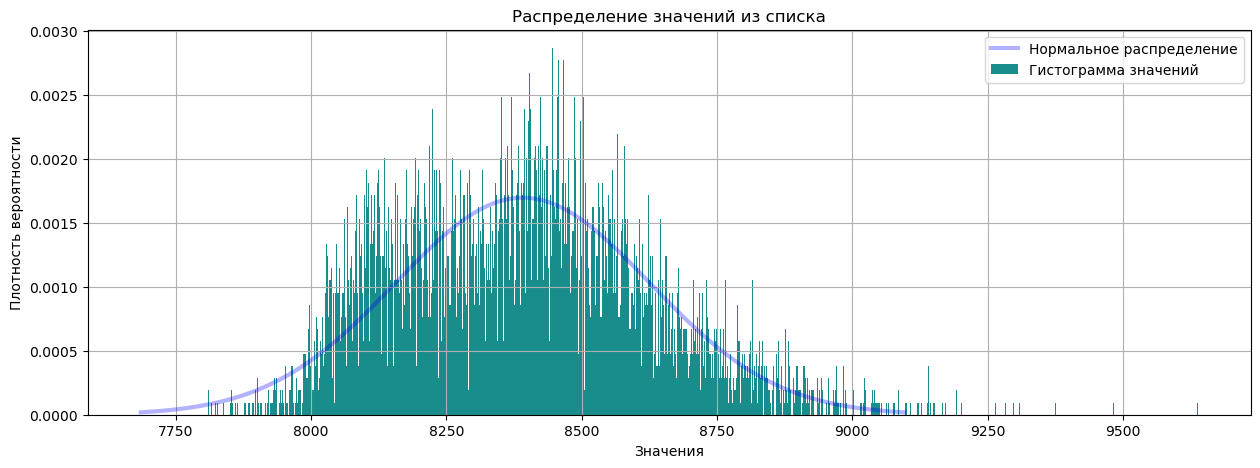 Распределение значений из списка
Нормальное распределение
Гистограмма значений
Плотность вероятности
0.0030
0.0025
0.0020
0.0015
0.0010
0.0005
0.0000
7750 8000 8250 8500 8750 9000 9250 9500
Значения